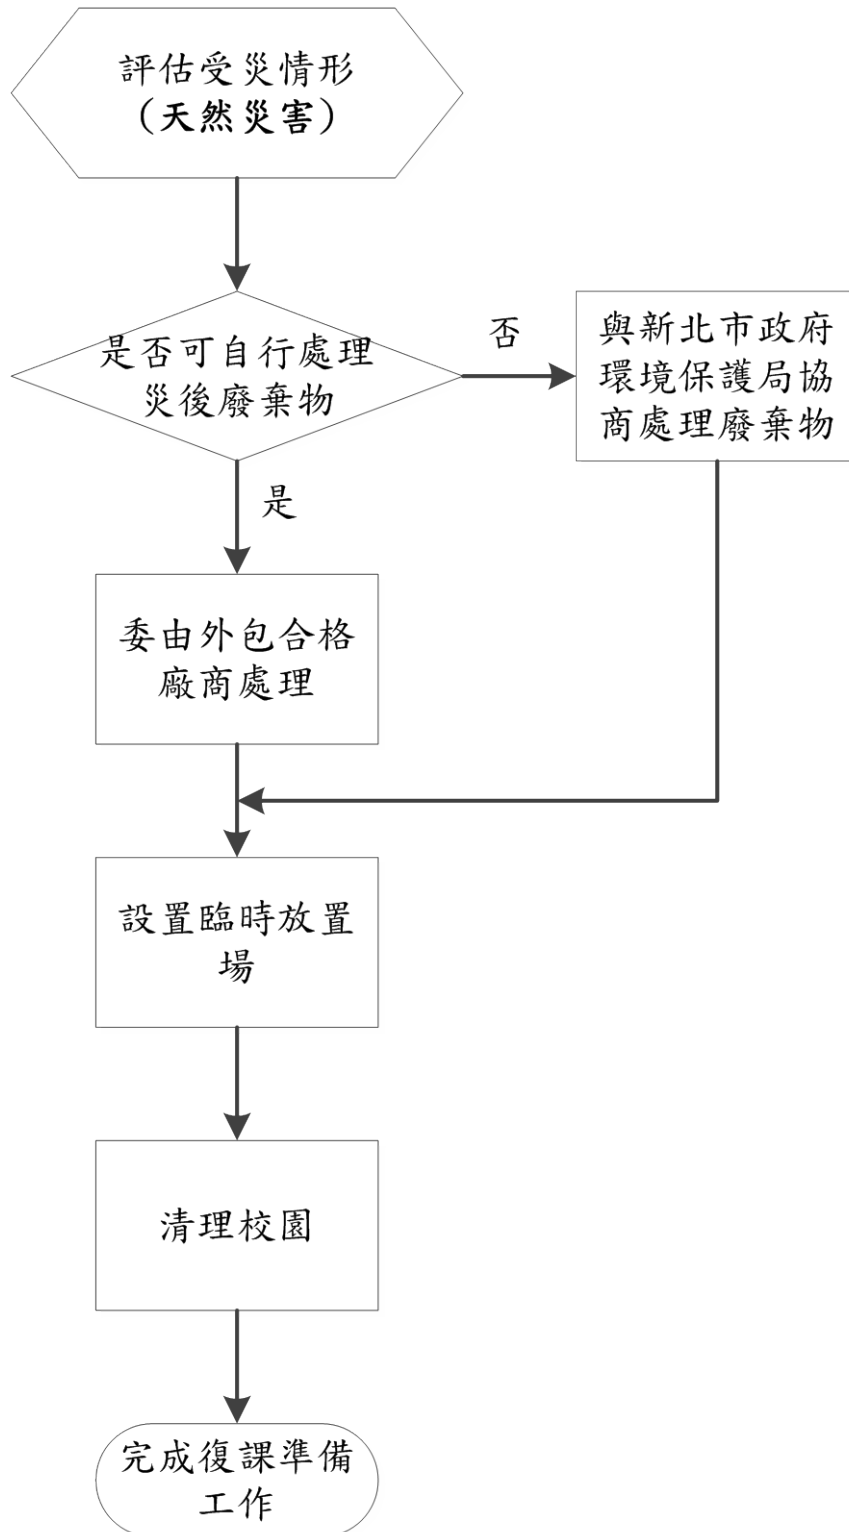 評估受災情形
(天然災害)
是否可自行處理
災後廢棄物
否
與新北市政府
環境保護局協
商處理廢棄物
是
委由外包合格
廠商處理
設置臨時放置
場
清理校園
完成復課準備
工作